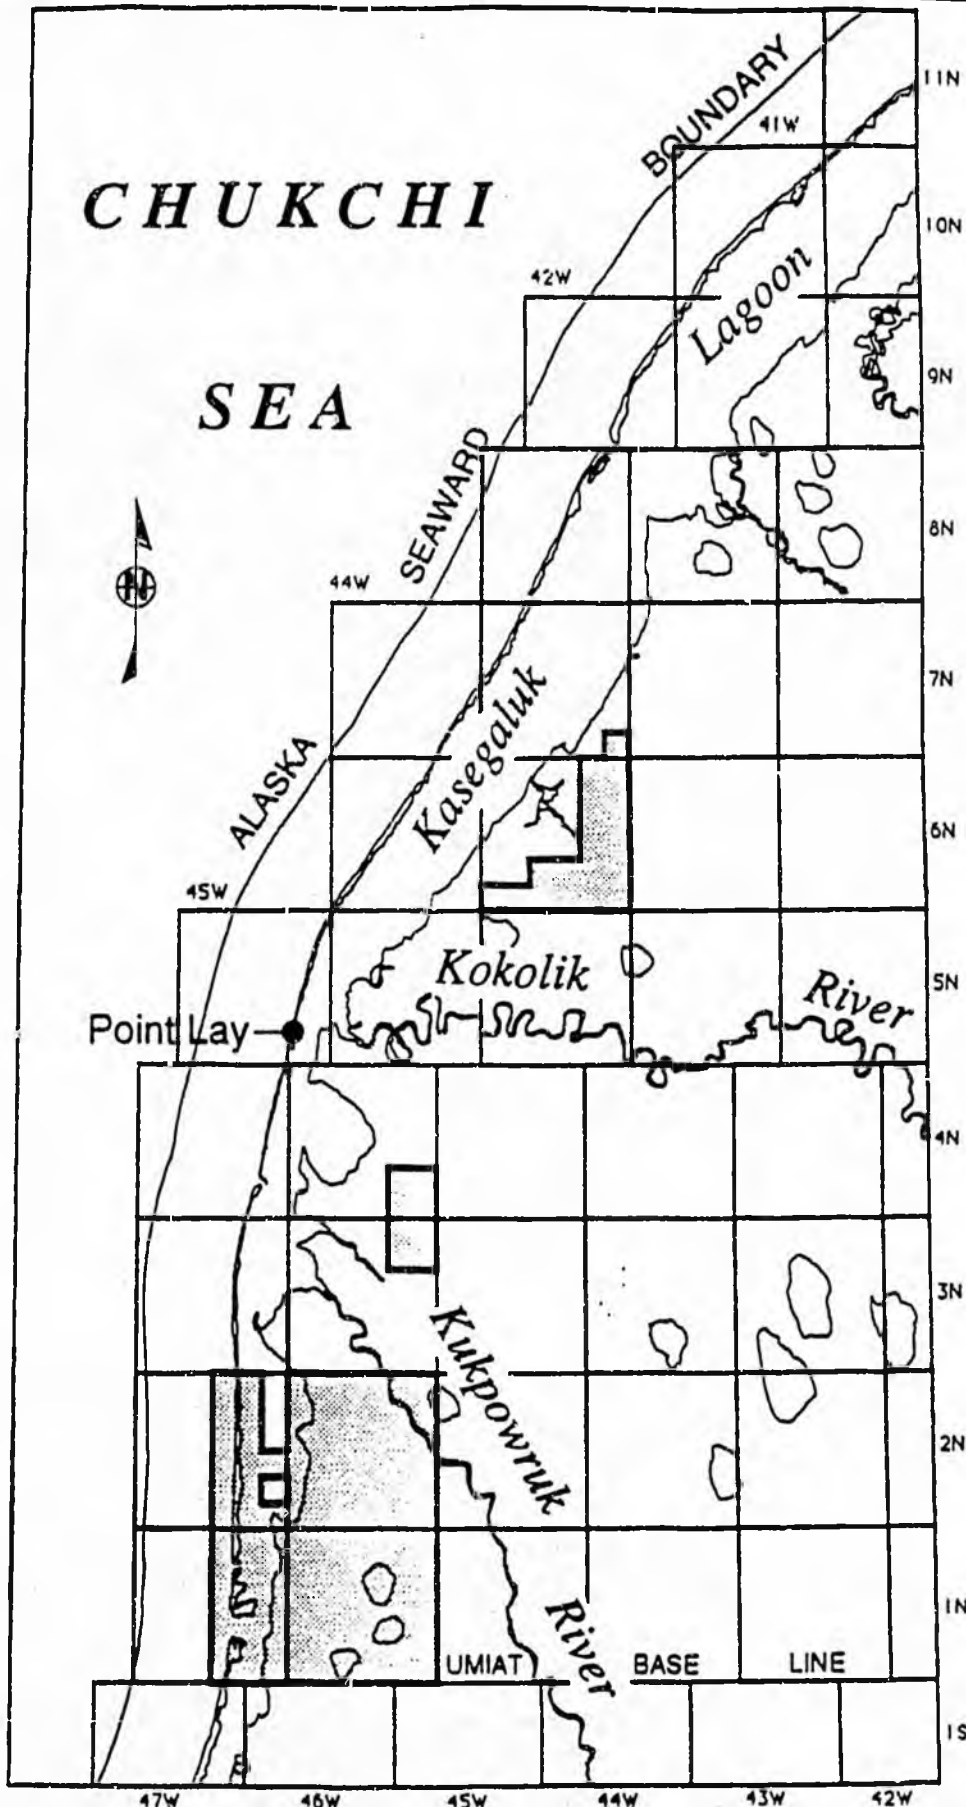 11N
BOUNDARY
41W
CHUKCHI
10N
Lagoon
42W
9N
SEA
SEAWARD
8N
N
44W
7N
Kasegaluk
ALASKA
6N
45W
Kokolik
River
5N
Point Lay
4N
3N
Kukpowruk
2N
River
1N
UMIAT
BASE
LINE
1S
47W
46W
45W
44W
43W
42W